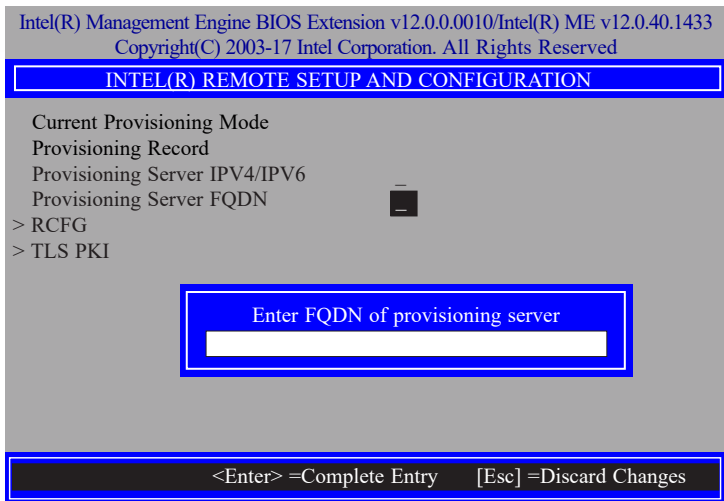 Intel(R) Management Engine BIOS Extension v12.0.0.0010/Intel(R) ME v12.0.40.1433
Copyright(C) 2003-17 Intel Corporation. All Rights Reserved
INTEL(R) REMOTE SETUP AND CONFIGURATION
Current Provisioning Mode
Provisioning Record
Provisioning Server IPV4/IPV6 _
Provisioning Server FQDN _
> RCFG
> TLS PKI
Enter FQDN of provisioning server
<Enter> =Complete Entry [Esc] =Discard Changes